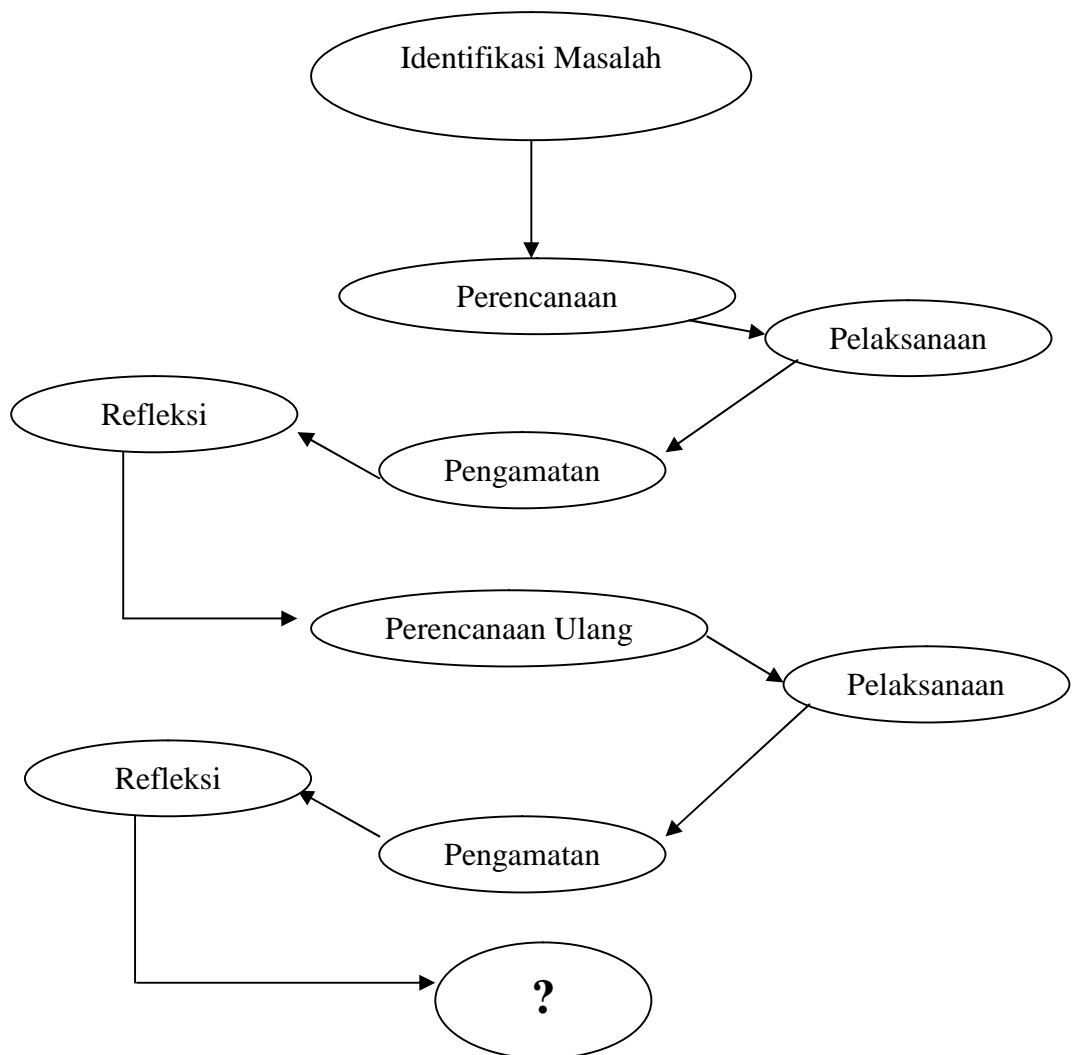 Identifikasi Masalah
Perencanaan
Pelaksanaan
Refleksi
Pengamatan
Perencanaan Ulang
Pelaksanaan
Refleksi
Pengamatan
?